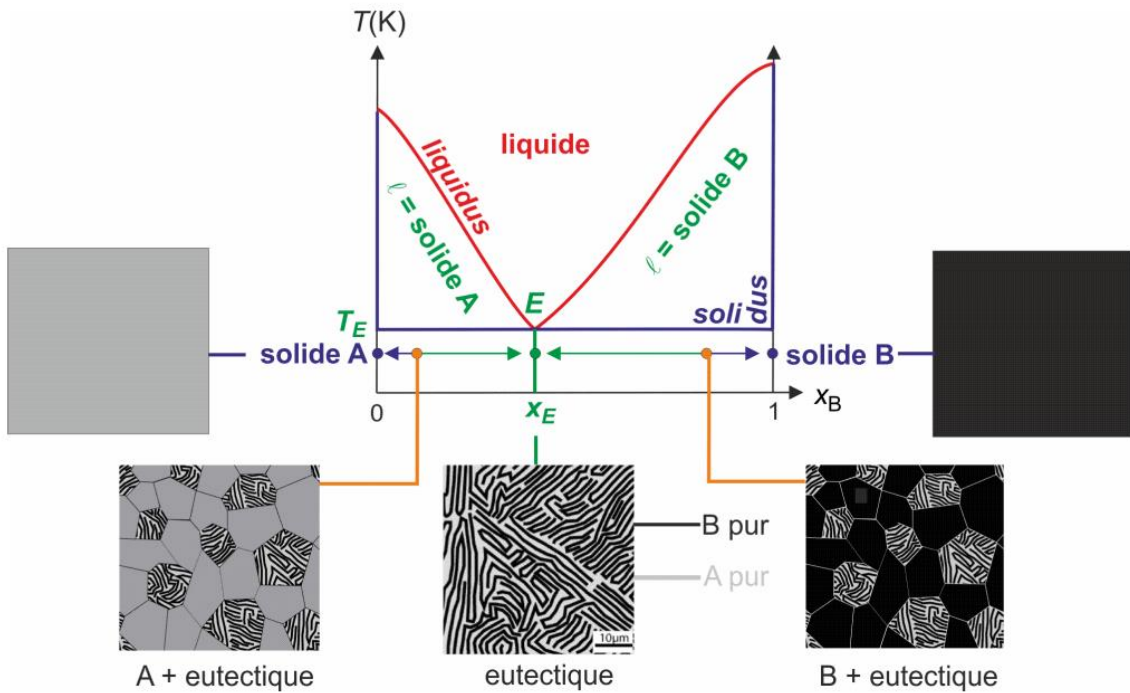 T(K)
liquidus
liquide
ℓ = solide A
ℓ = solide B
E
soli dus
T_E
solide A
solide B
0
x_E
1
x_B
B pur
A pur
10µm
A + eutectique
eutectique
B + eutectique